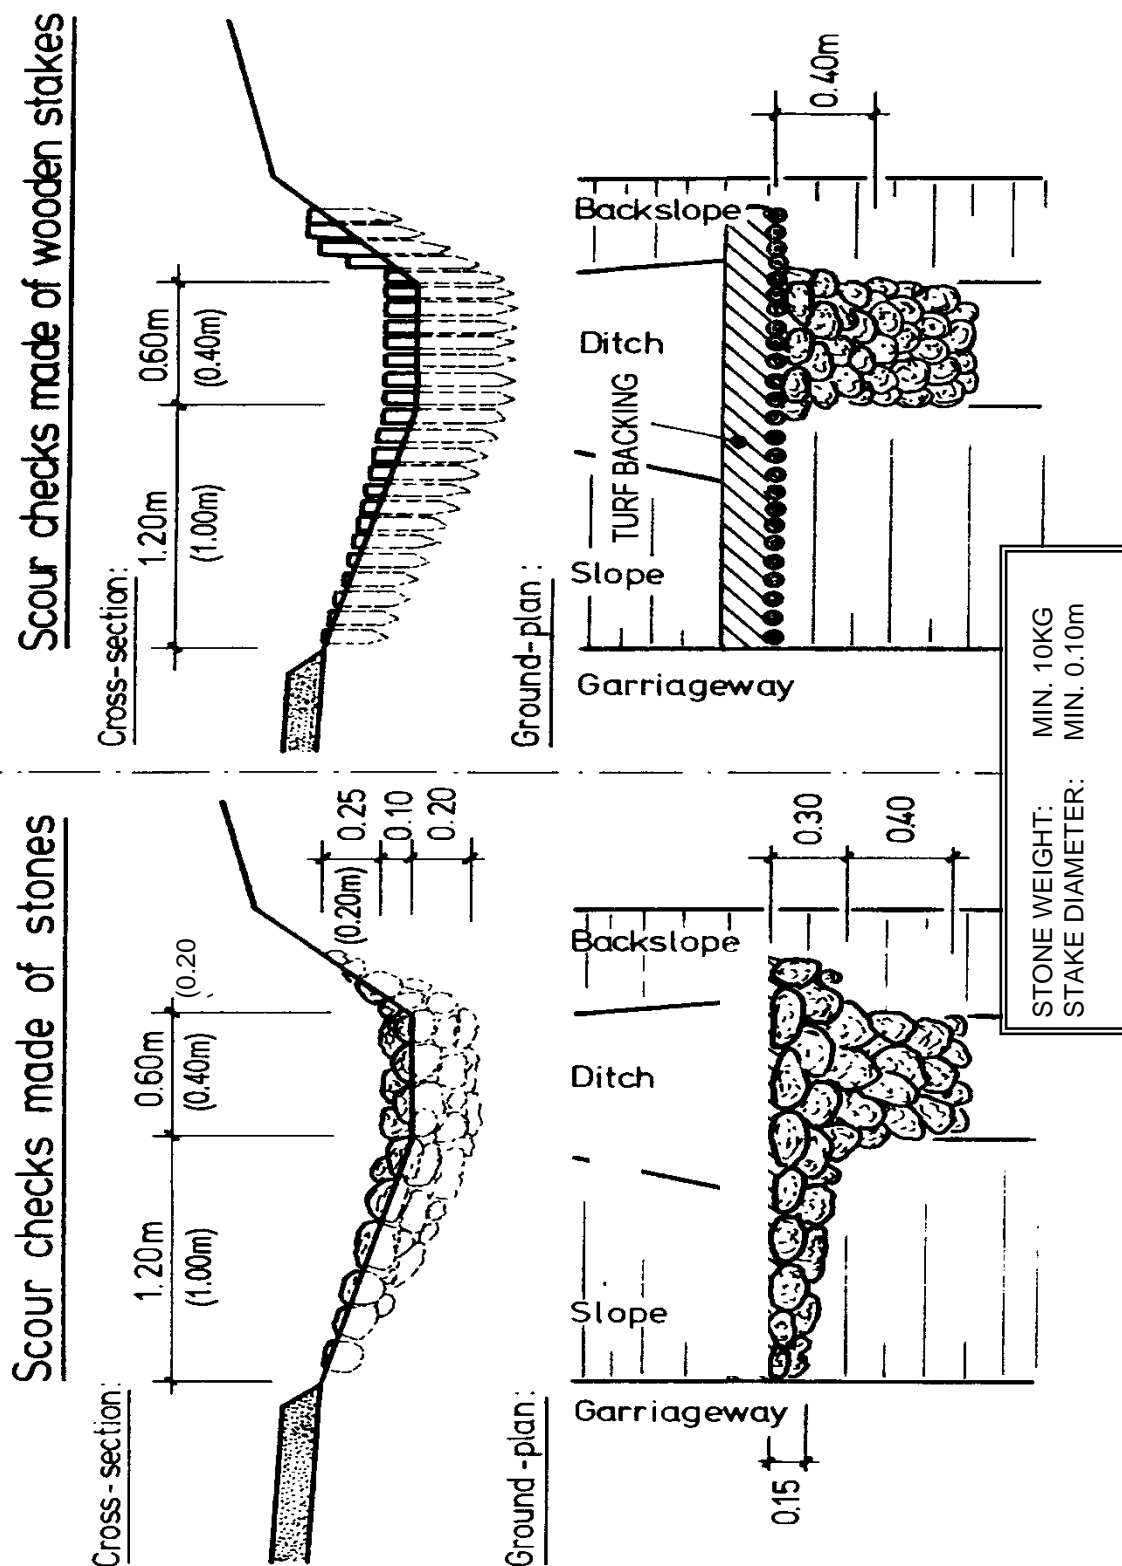 Scour checks made of stones
Cross-section:
1.20m
(1.00m)
0.60m
(0.40m)
(0.20
(0.20m)
0.25
0.10
0.20
Ground-plan:
Backslope
Ditch
Slope
Garriageway
0.30
0.40
0.15
Scour checks made of wooden stakes
Cross-section:
1.20m
(1.00m)
0.60m
(0.40m)
Ground-plan:
Backslope
Ditch
TURF BACKING
Slope
Garriageway
0.40m
STONE WEIGHT: MIN. 10KG
STAKE DIAMETER: MIN. 0.10m